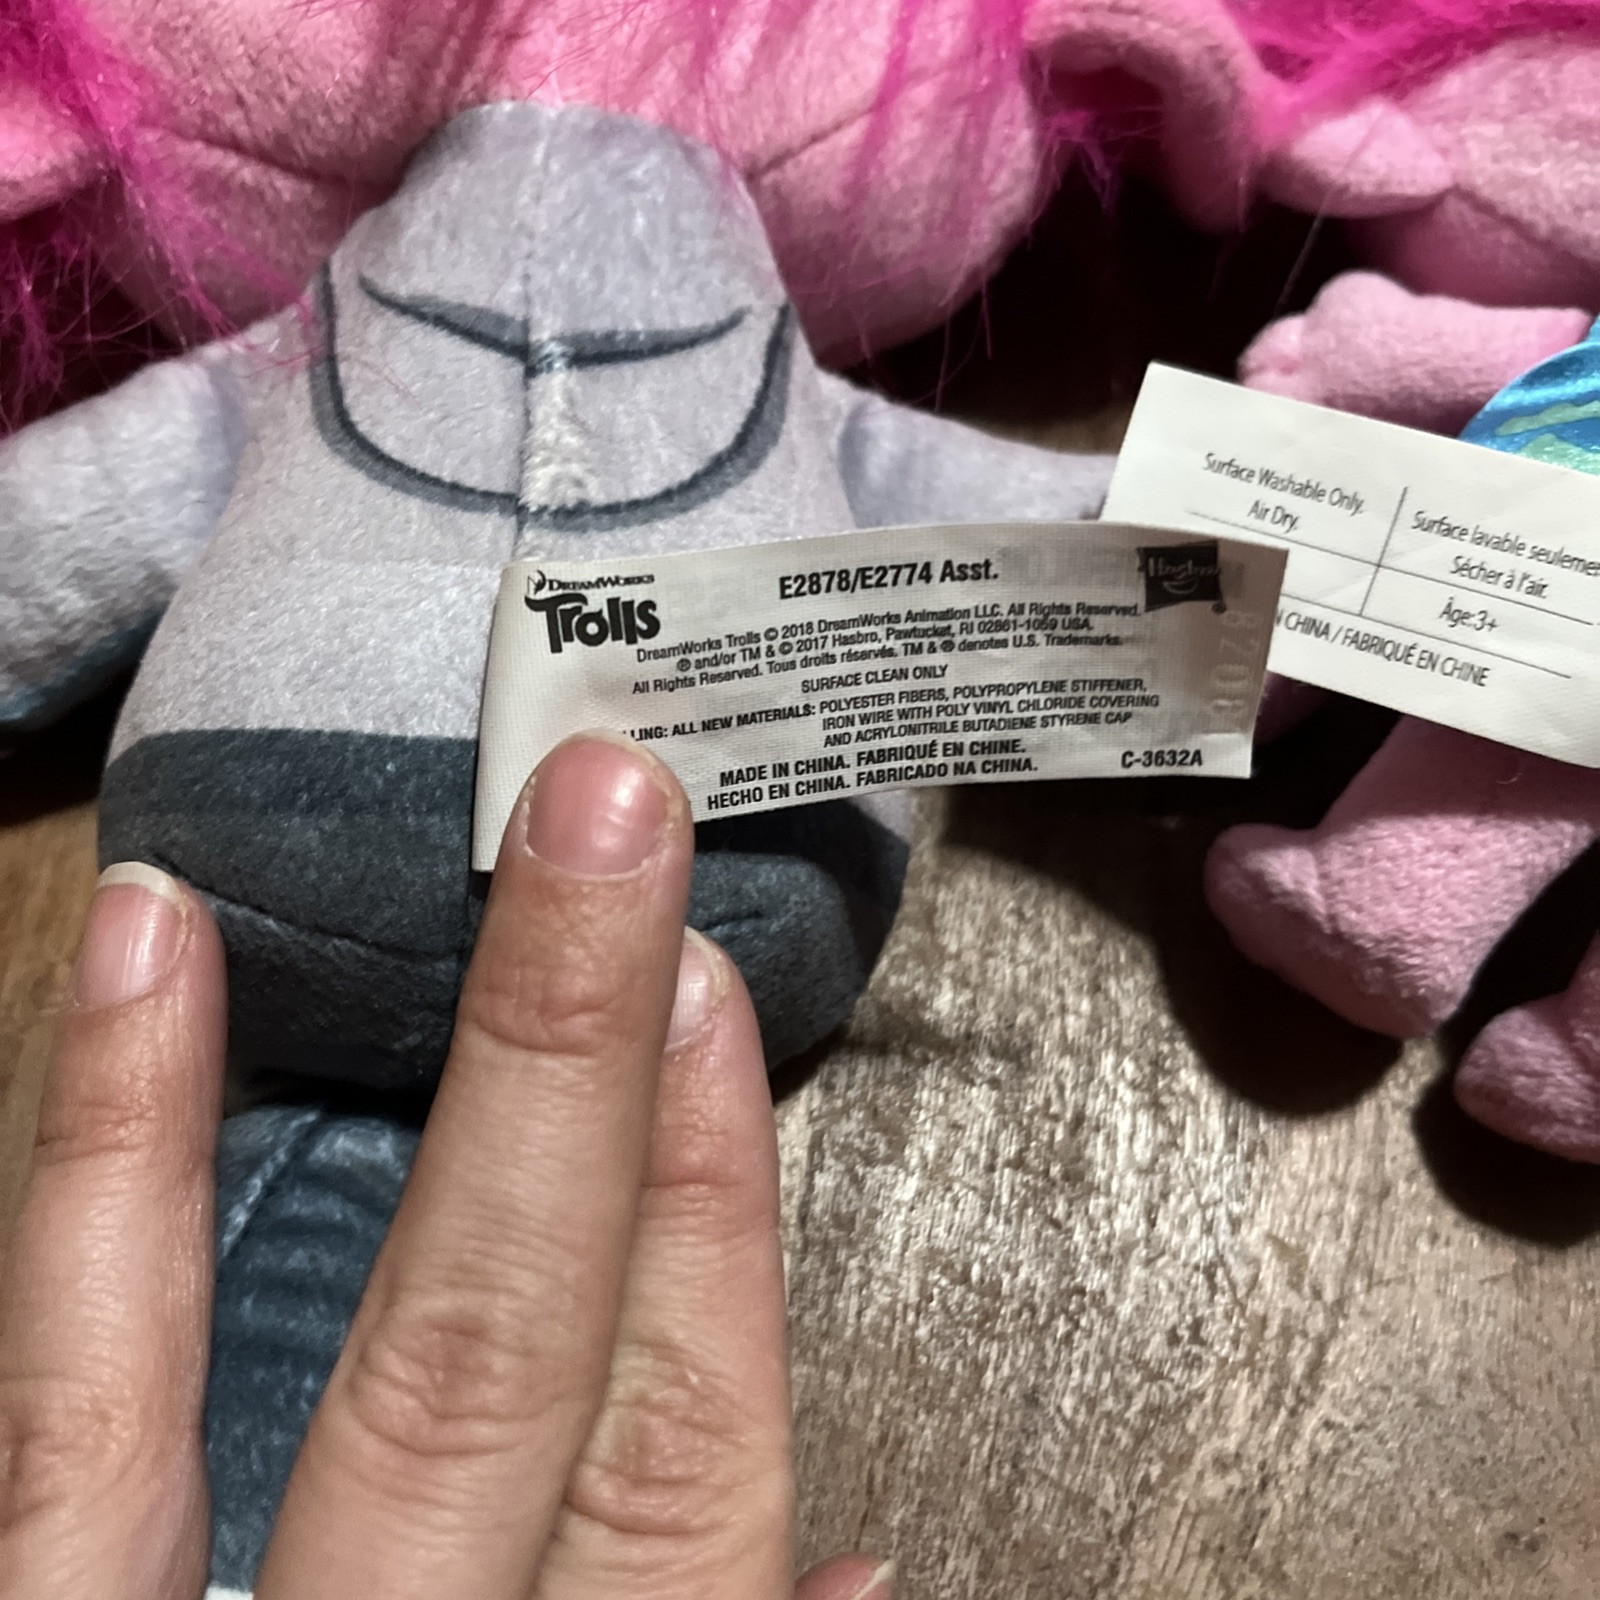 DREAMWORKS
Trolls
E2878/E2774 Asst.
Hasbro
DreamWorks Trolls © 2018 DreamWorks Animation LLC. All Rights Reserved.
® and/or TM & © 2017 Hasbro, Pawtucket, RI 02861-1059 USA.
All Rights Reserved. Tous droits réservés. TM & ® denotes U.S. Trademarks.
SURFACE CLEAN ONLY
LING: ALL NEW MATERIALS: POLYESTER FIBERS, POLYPROPYLENE STIFFENER,
IRON WIRE WITH POLY VINYL CHLORIDE COVERING
AND ACRYLONITRILE BUTADIENE STYRENE CAP
MADE IN CHINA. FABRIQUÉ EN CHINE.
HECHO EN CHINA. FABRICADO NA CHINA.
C-3632A
Surface Washable Only.
Air Dry.
Surface lavable seuleme
Sécher à l'air.
Âge:3+
N CHINA / FABRIQUÉ EN CHINE